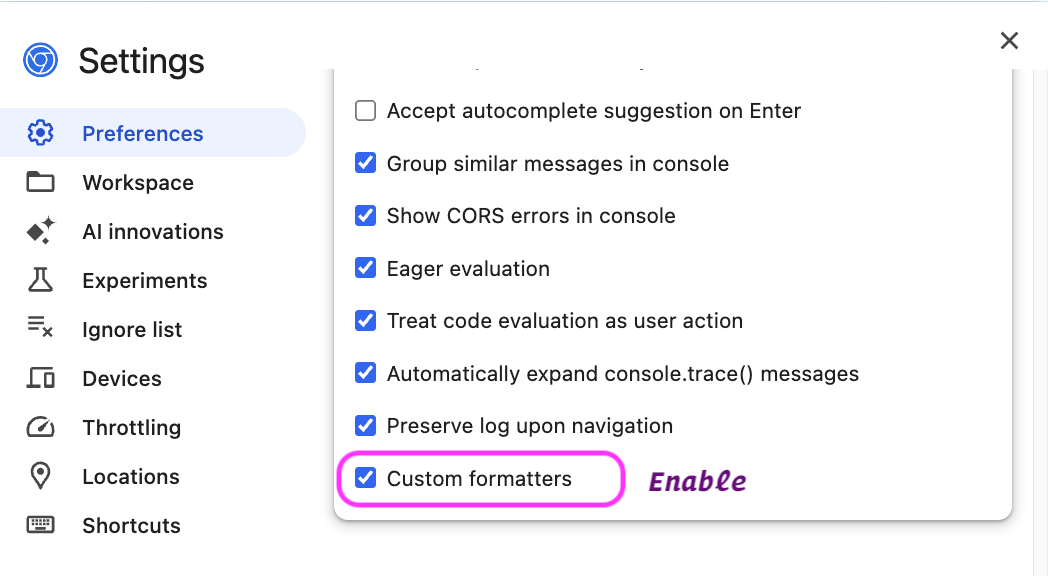 Settings
Preferences
Workspace
AI innovations
Experiments
Ignore list
Devices
Throttling
Locations
Shortcuts
Accept autocomplete suggestion on Enter
Group similar messages in console
Show CORS errors in console
Eager evaluation
Treat code evaluation as user action
Automatically expand console.trace() messages
Preserve log upon navigation
Custom formatters Enable